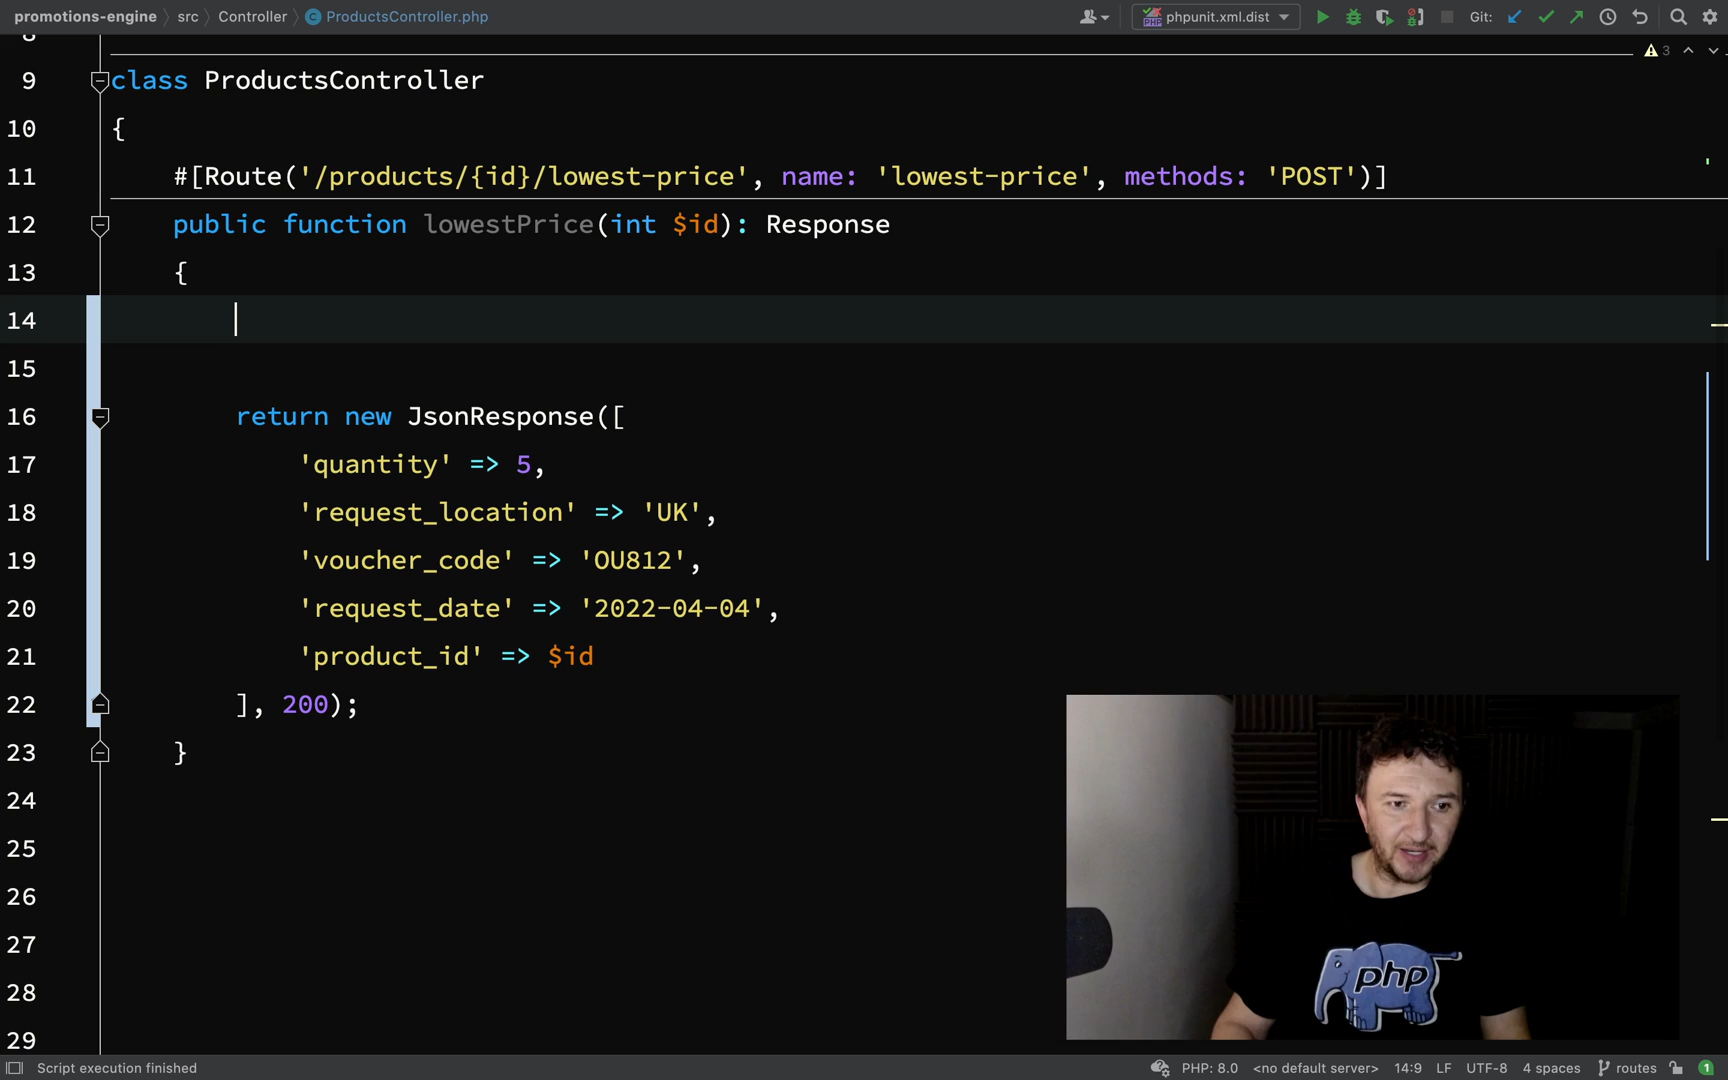 promotions-engine src Controller ProductsController.php phpunit.xml.dist Git:
8
3
9 class ProductsController
10 {
11 #[Route('/products/{id}/lowest-price', name: 'lowest-price', methods: 'POST')]
12 public function lowestPrice(int $id): Response
13 {
14
15
16 return new JsonResponse([
17 'quantity' => 5,
18 'request_location' => 'UK',
19 'voucher_code' => 'OU812',
20 'request_date' => '2022-04-04',
21 'product_id' => $id
22 ], 200);
23 }
24
25
26
27
28
29
php
Script execution finished PHP: 8.0 <no default server> 14:9 LF UTF-8 4 spaces routes 1